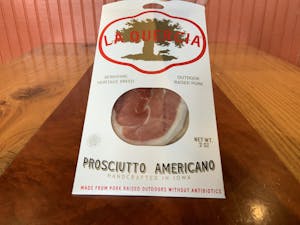 LA QUERCIA
BERKSHIRE
HERITAGE BREED
OUTDOOR
RAISED PORK
NET WT.
2 OZ
PROSCIUTTO AMERICANO
HANDCRAFTED IN IOWA
MADE FROM PORK RAISED OUTDOORS WITHOUT ANTIBIOTICS